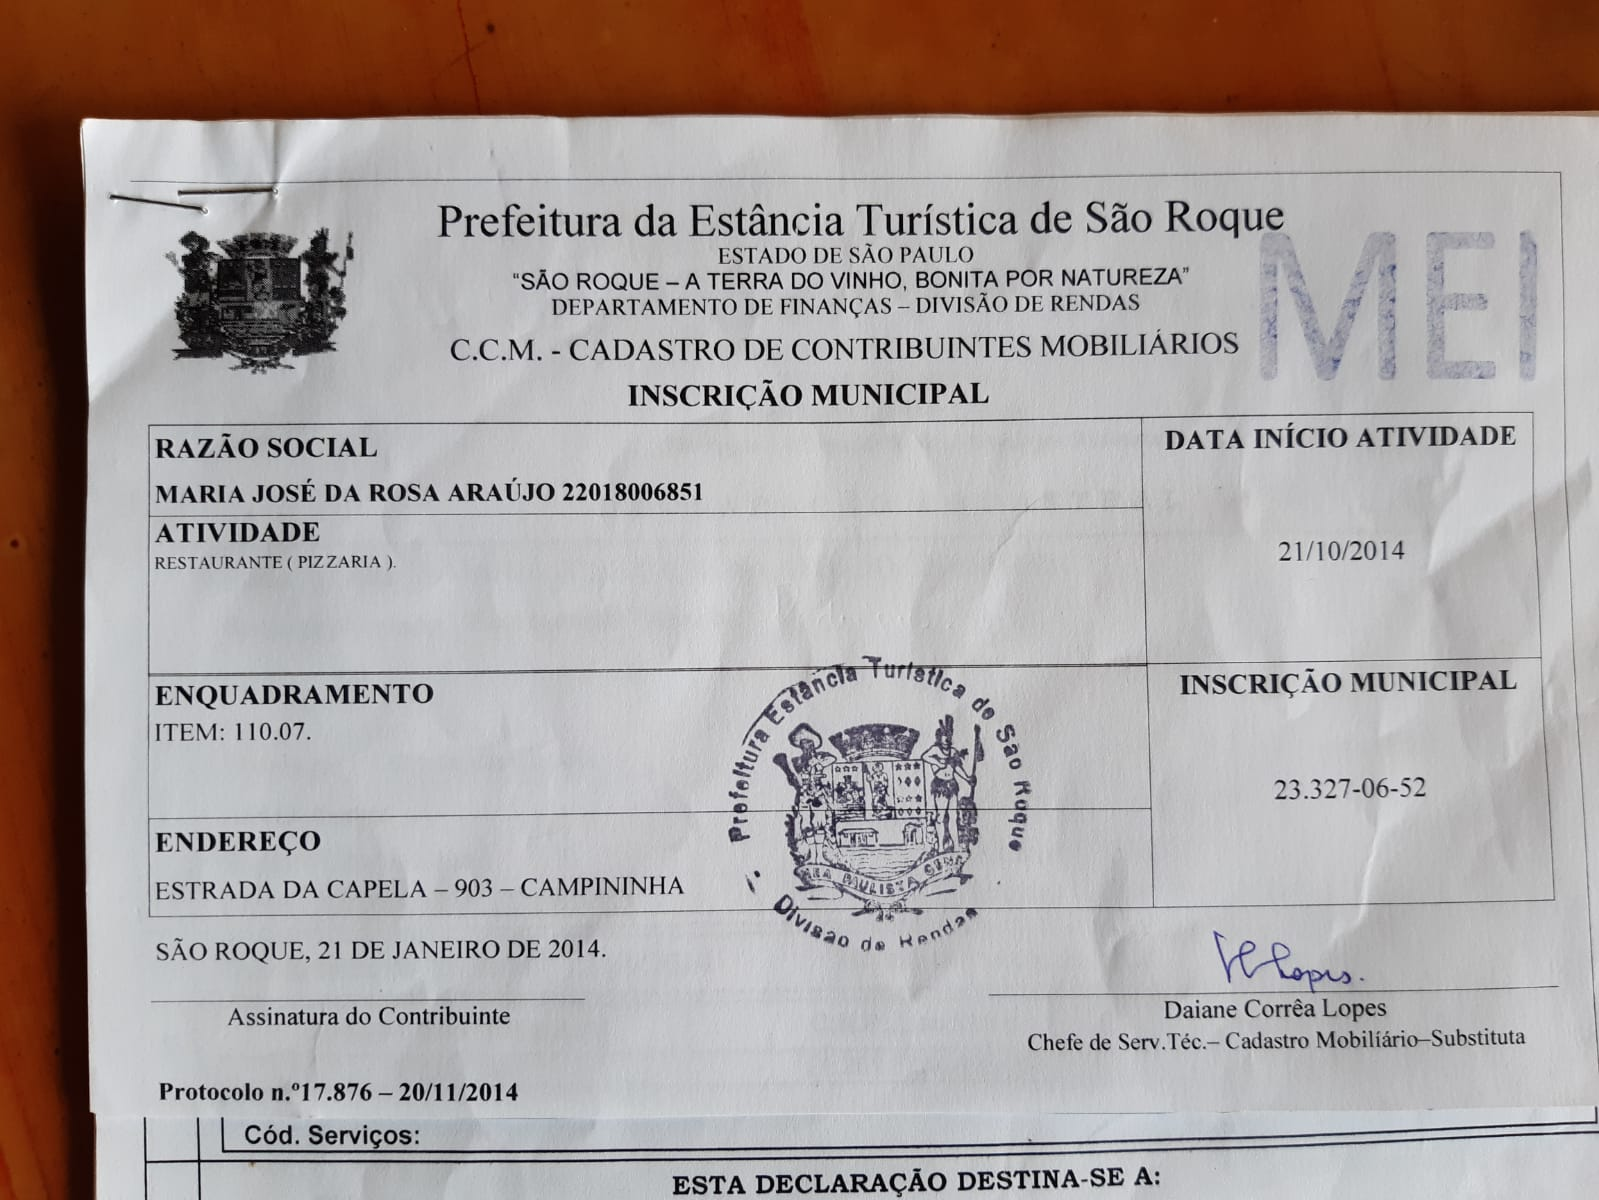 Prefeitura da Estância Turística de São Roque
ESTADO DE SÃO PAULO
“SÃO ROQUE – A TERRA DO VINHO, BONITA POR NATUREZA”
DEPARTAMENTO DE FINANÇAS – DIVISÃO DE RENDAS
C.C.M. - CADASTRO DE CONTRIBUINTES MOBILIÁRIOS
MEI
INSCRIÇÃO MUNICIPAL
RAZÃO SOCIAL
MARIA JOSÉ DA ROSA ARAÚJO 22018006851
DATA INÍCIO ATIVIDADE
21/10/2014
ATIVIDADE
RESTAURANTE ( PIZZARIA ).
ENQUADRAMENTO
ITEM: 110.07.
INSCRIÇÃO MUNICIPAL
23.327-06-52
ENDEREÇO
ESTRADA DA CAPELA – 903 – CAMPININHA
Prefeitura Estância Turística de São Roque
Divisão de Rendas
SÃO ROQUE, 21 DE JANEIRO DE 2014.
Assinatura do Contribuinte
Lopes.
Daiane Corrêa Lopes
Chefe de Serv.Téc.– Cadastro Mobilíário–Substituta
Protocolo n.º17.876 – 20/11/2014
Cód. Serviços:
ESTA DECLARAÇÃO DESTINA-SE A: